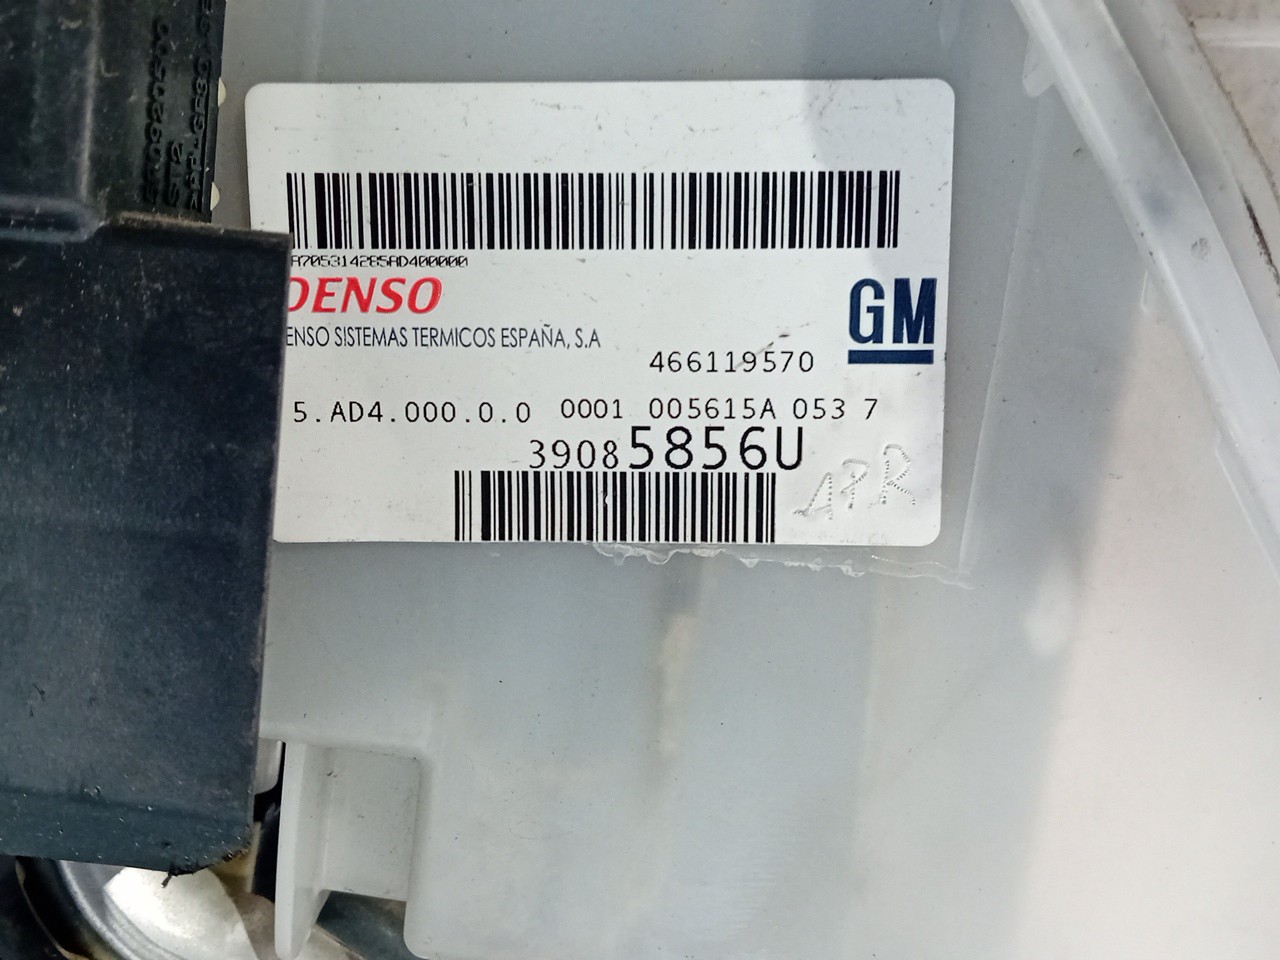 A705314285AD400000
DENSO
GM
ENSO SISTEMAS TERMICOS ESPAÑA, S.A
466119570
5.AD4.000.0.0 0001 005615A 053 7
39085856U